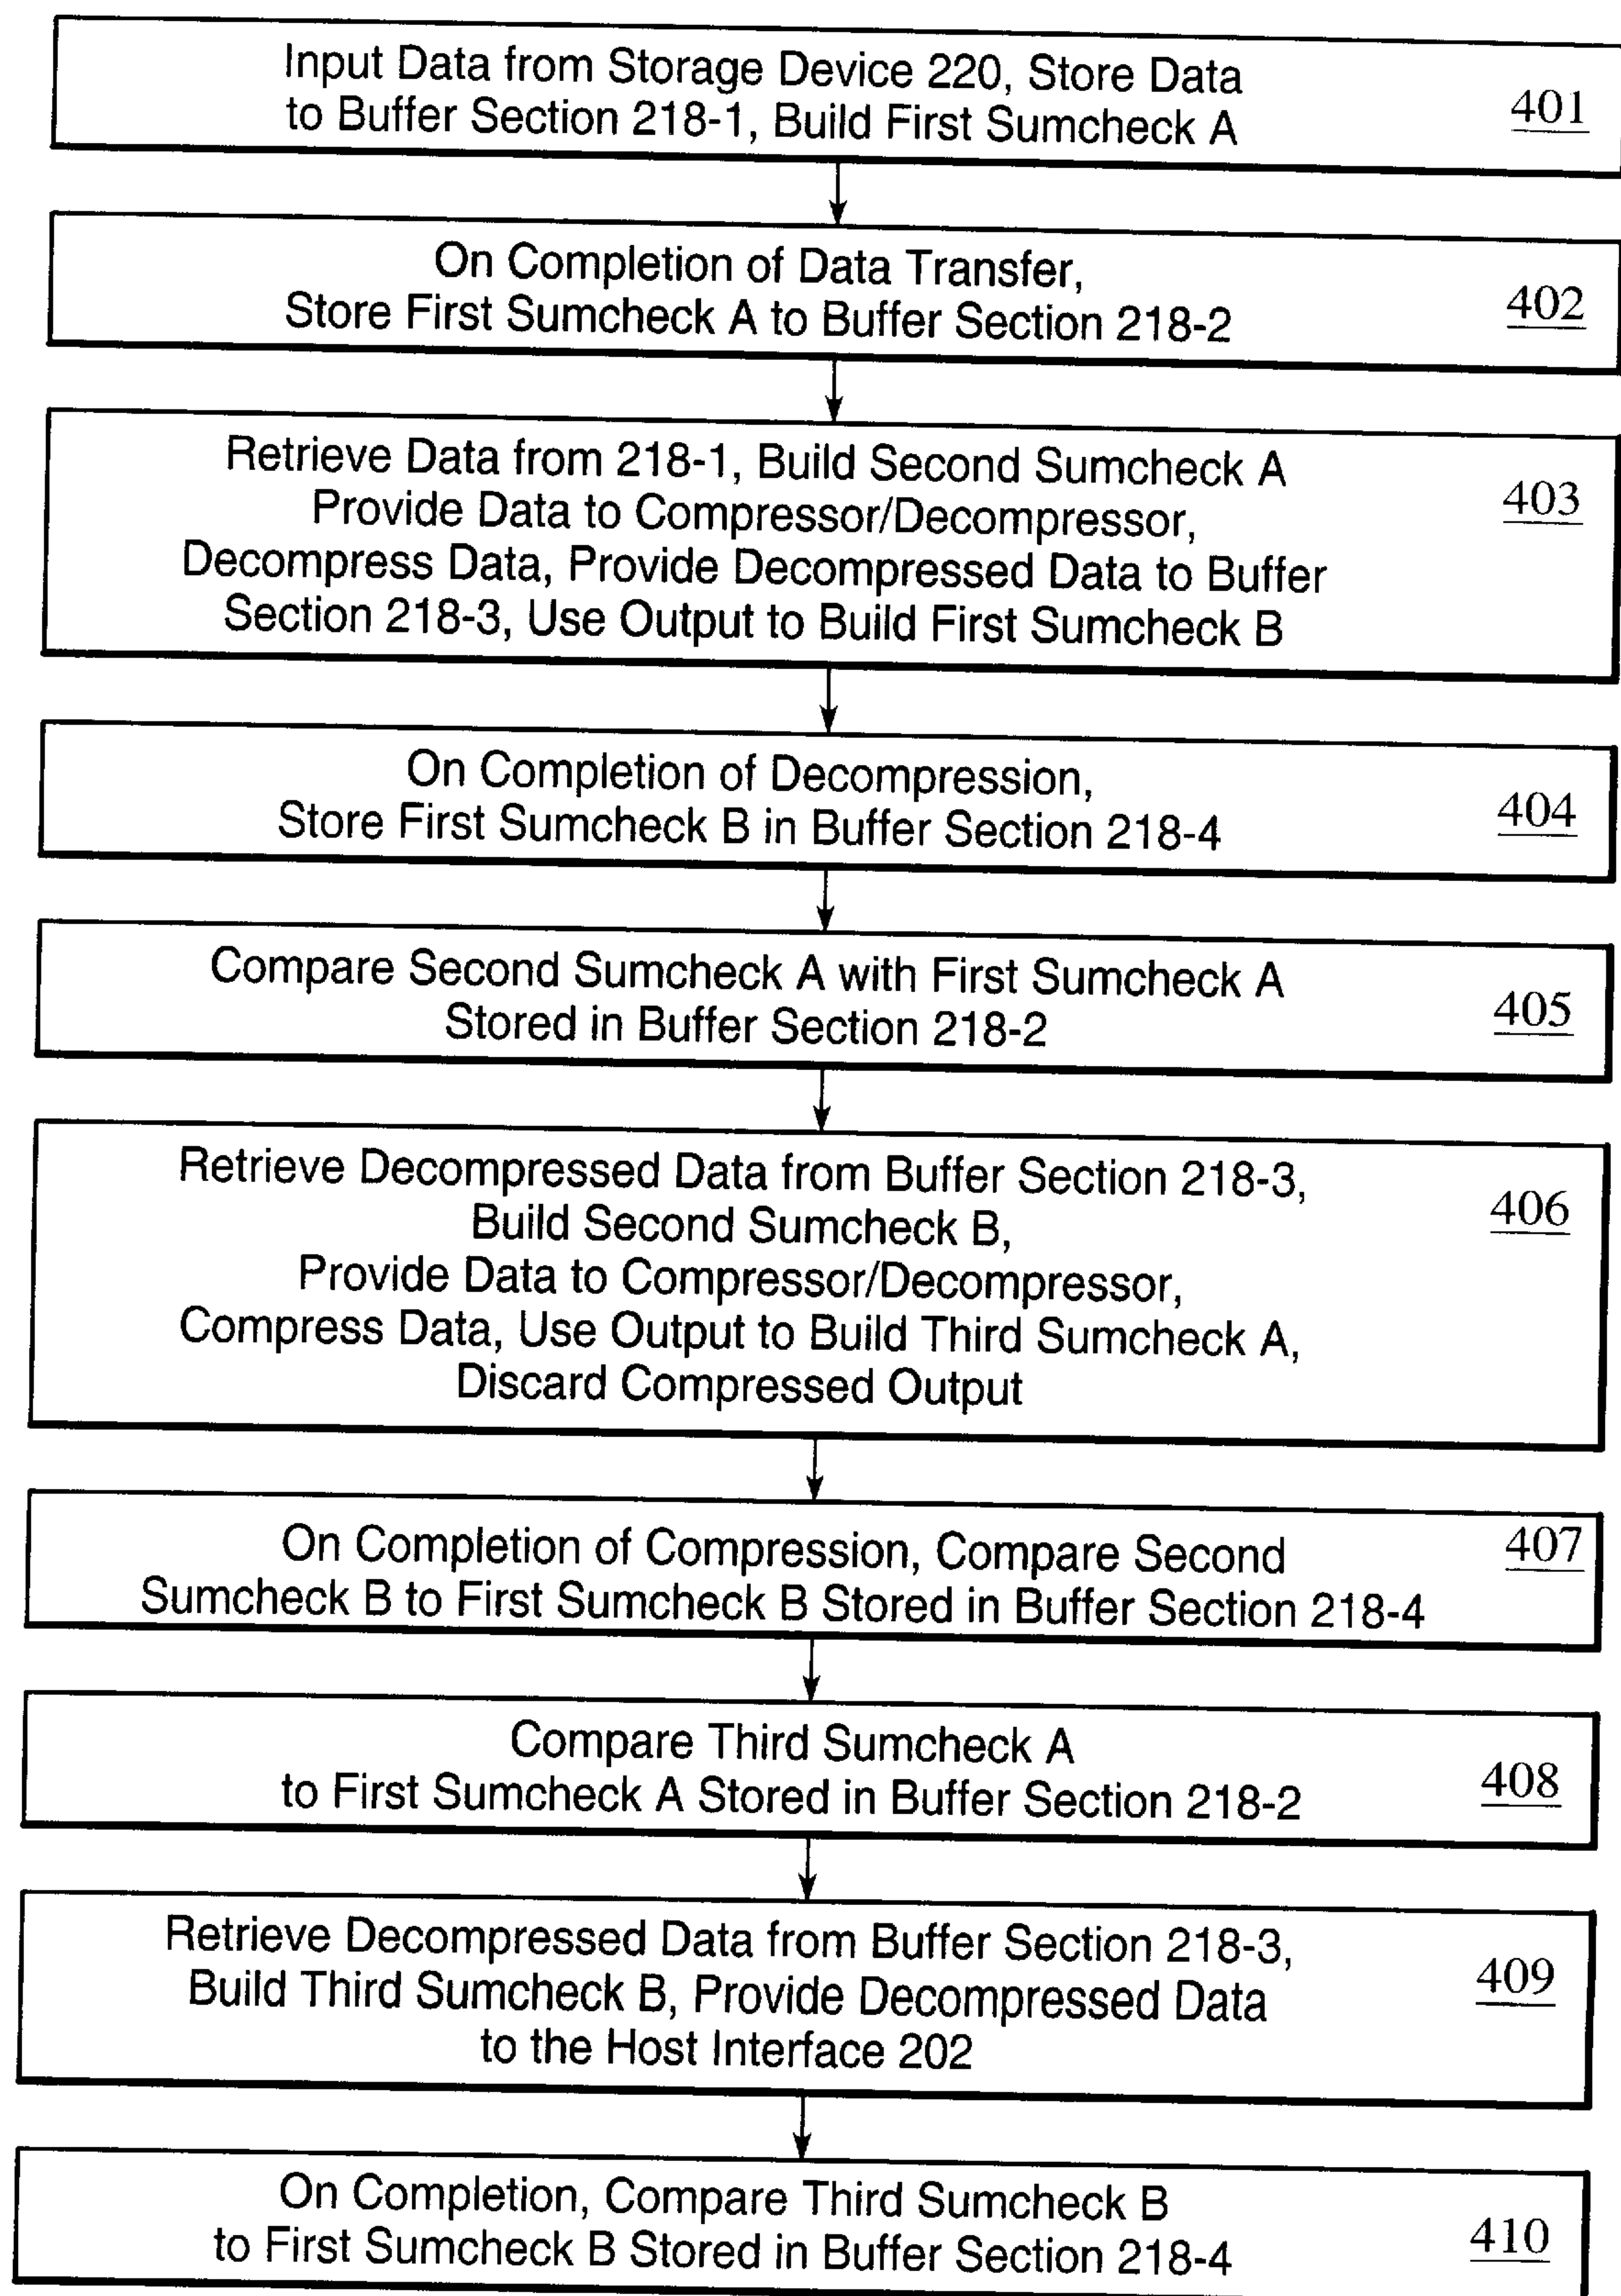 Input Data from Storage Device 220, Store Data
to Buffer Section 218-1, Build First Sumcheck A
401
On Completion of Data Transfer,
Store First Sumcheck A to Buffer Section 218-2
402
Retrieve Data from 218-1, Build Second Sumcheck A
Provide Data to Compressor/Decompressor,
Decompress Data, Provide Decompressed Data to Buffer
Section 218-3, Use Output to Build First Sumcheck B
403
On Completion of Decompression,
Store First Sumcheck B in Buffer Section 218-4
404
Compare Second Sumcheck A with First Sumcheck A
Stored in Buffer Section 218-2
405
Retrieve Decompressed Data from Buffer Section 218-3,
Build Second Sumcheck B,
Provide Data to Compressor/Decompressor,
Compress Data, Use Output to Build Third Sumcheck A,
Discard Compressed Output
406
On Completion of Compression, Compare Second
Sumcheck B to First Sumcheck B Stored in Buffer Section 218-4
407
Compare Third Sumcheck A
to First Sumcheck A Stored in Buffer Section 218-2
408
Retrieve Decompressed Data from Buffer Section 218-3,
Build Third Sumcheck B, Provide Decompressed Data
to the Host Interface 202
409
On Completion, Compare Third Sumcheck B
to First Sumcheck B Stored in Buffer Section 218-4
410